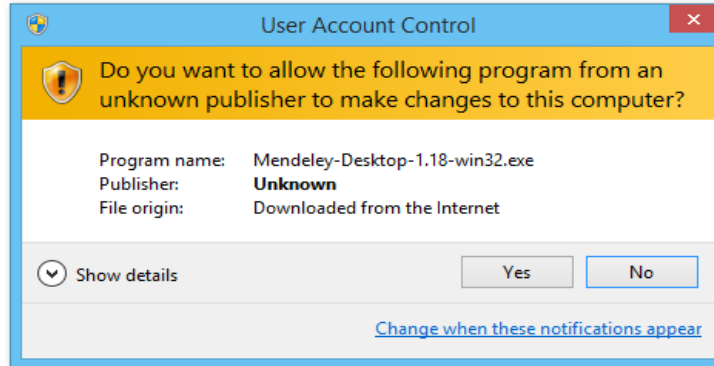 User Account Control
Do you want to allow the following program from an
unknown publisher to make changes to this computer?
Program name: Mendeley-Desktop-1.18-win32.exe
Publisher: Unknown
File origin: Downloaded from the Internet
Show details
Yes
No
Change when these notifications appear